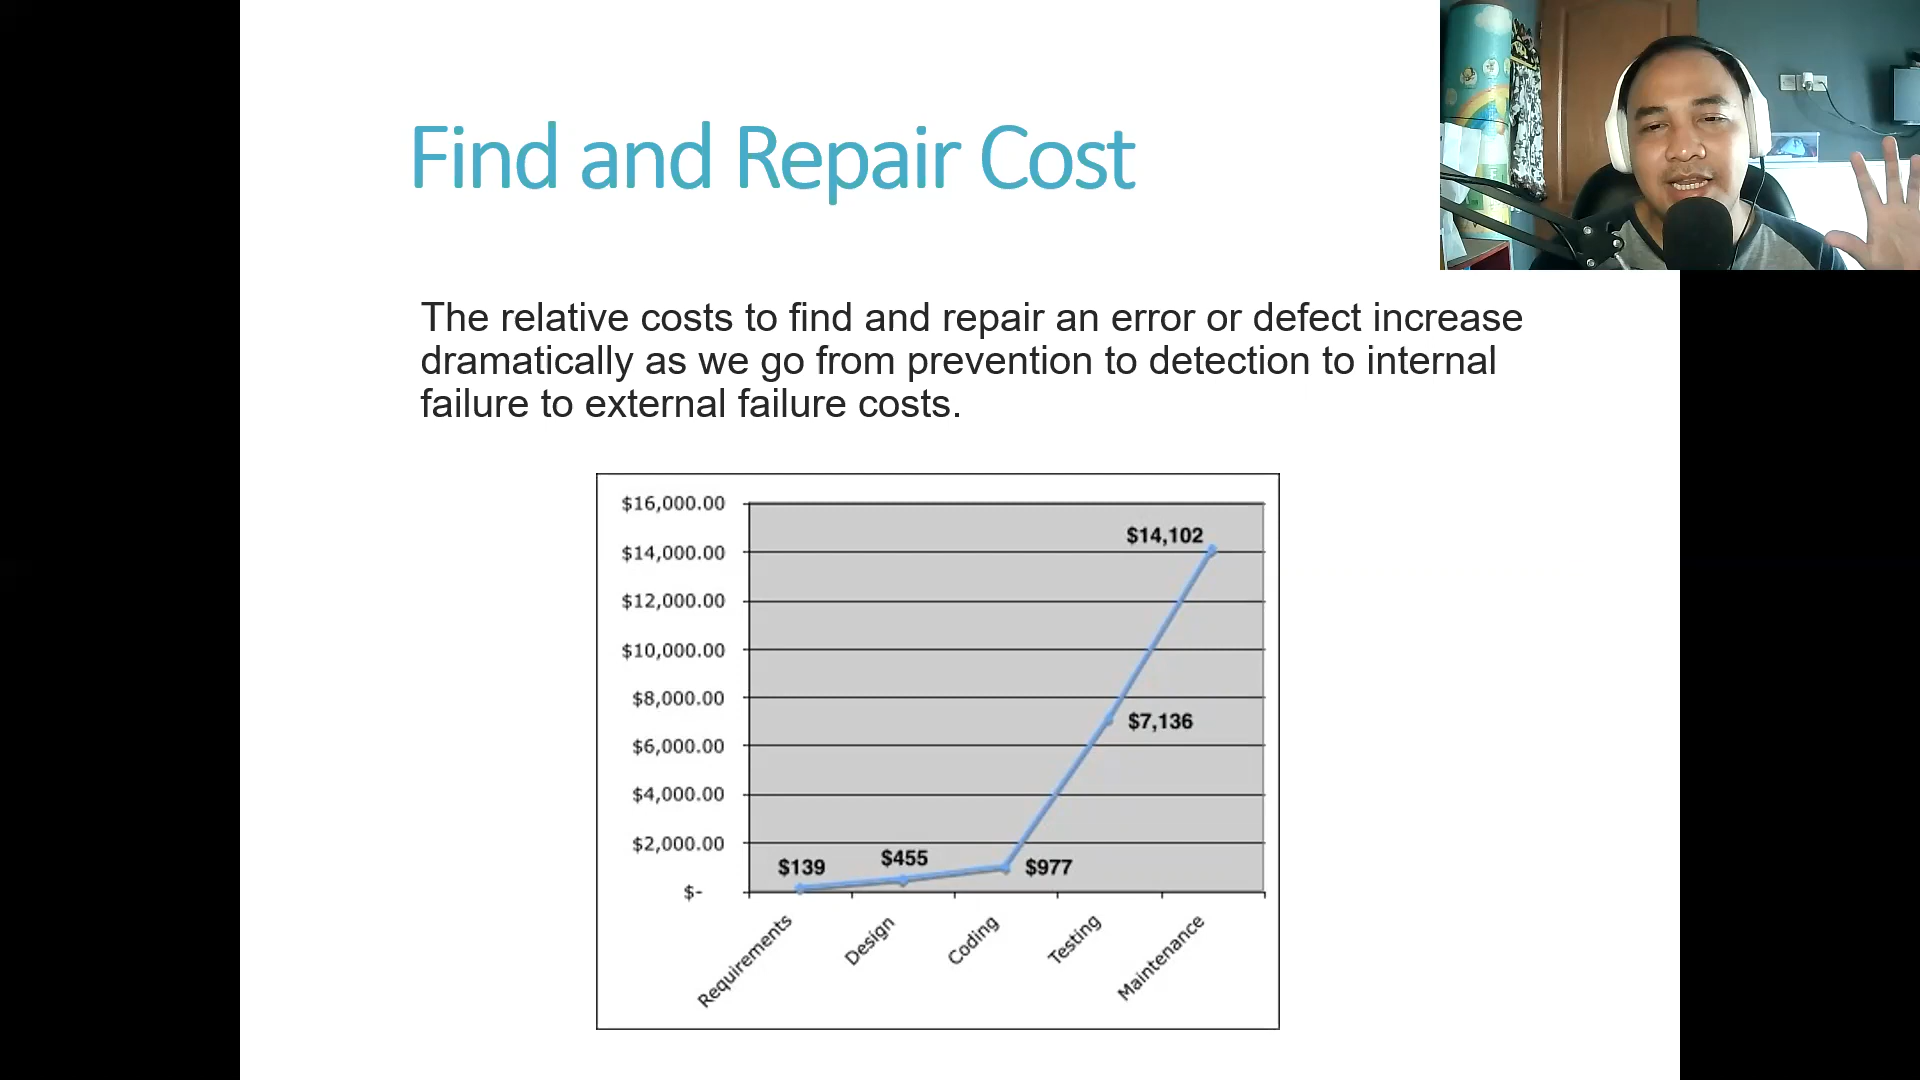 Find and Repair Cost
The relative costs to find and repair an error or defect increase
dramatically as we go from prevention to detection to internal
failure to external failure costs.
$16,000.00
$14,000.00
$12,000.00
$10,000.00
$8,000.00
$6,000.00
$4,000.00
$2,000.00
$-
$139
$455
$977
$7,136
$14,102
Requirements
Design
Coding
Testing
Maintenance